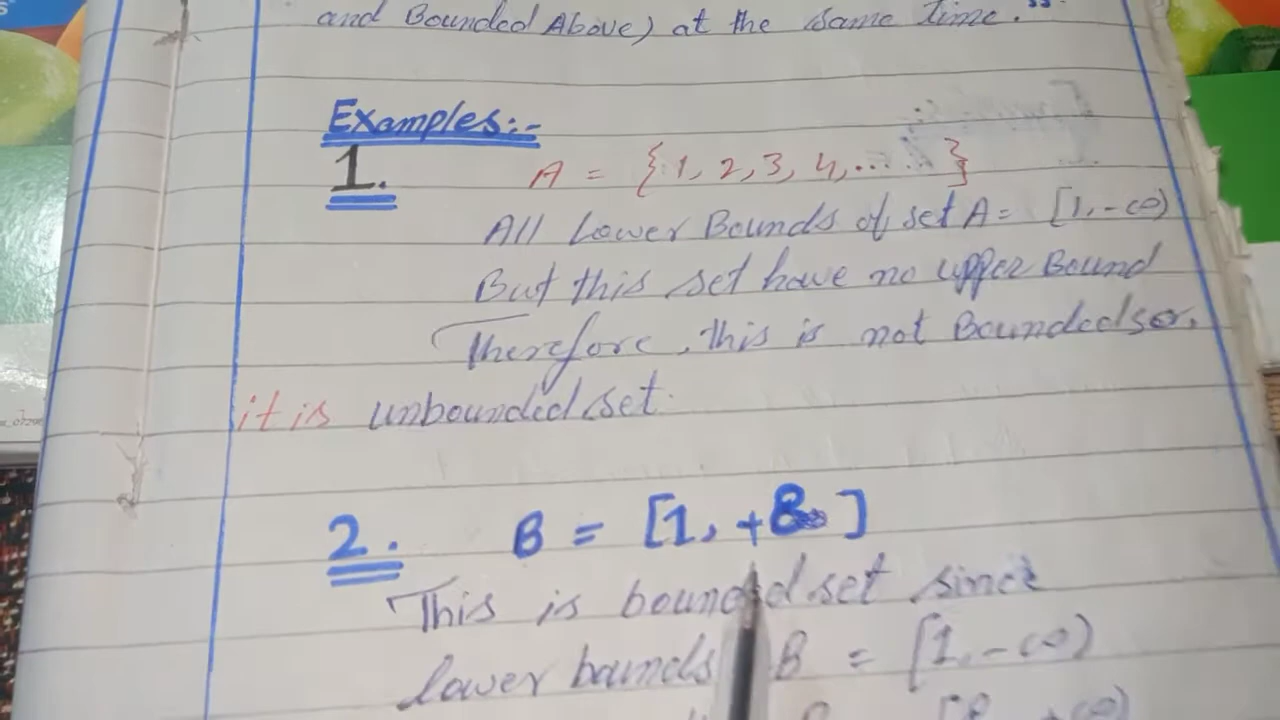 and Bounded Above) at the same time."
Examples:-
1. A = {1, 2, 3, 4, ... }
All Lower Bounds of set A = [1, -∞)
But this set have no upper Bound
Therefore, this is not Bounded so,
it is unbounded set.
2. B = [1, +8]
This is bounded set since
lower bounds B = [1, -∞)